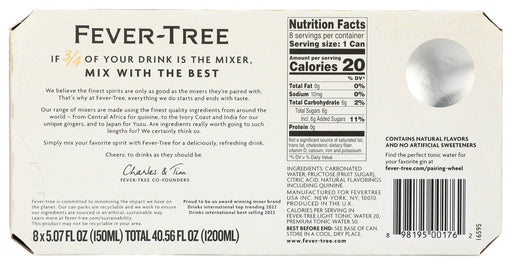 FEVER-TREE
IF 3/4 OF YOUR DRINK IS THE MIXER,
MIX WITH THE BEST
We believe the finest spirits are only as good as the mixers they're paired with.
That's why at Fever-Tree, everything we do starts and ends with taste.
Our range of mixers are made using the finest quality ingredients from around the
world – from Central Africa for quinine, to the Ivory Coast and India for our
unique gingers, and to Japan for Yuzu. Are ingredients really worth going to such
lengths for? We certainly think so.
Simply mix your favorite spirit with Fever-Tree for a deliciously, refreshing drink.
Cheers; to drinks as they should be.
Charles & Tim
FEVER-TREE CO-FOUNDERS
Fever-Tree is committed to minimizing the impact we have on
the planet. Our cans and packs are recyclable and we work to ensure
our ingredients are sourced in an ethical, sustainable way.
Learn more at fever-tree.com/sustainability
Please don't litter. Please recycle.
Proud to be an award winning mixer brand
Drinks international top trending 2022
Drinks international best selling 2022
8 x 5.07 FL OZ (150ML) TOTAL 40.56 FL OZ (1200ML)
Nutrition Facts
8 servings per container
Serving size: 1 Can
Amount per serving
Calories 20
% DV*
Total Fat 0g 0%
Sodium 10mg 0%
Total Carbohydrate 6g 2%
Total Sugars 6g
Incl. 6g Added Sugars 11%
Protein 0g
Not a significant source of saturated fat,
trans fat, cholesterol, dietary fiber,
vitamin D, calcium, iron and potassium.
*% DV = % Daily Value
INGREDIENTS: CARBONATED
WATER, FRUCTOSE (FRUIT SUGAR),
CITRIC ACID, NATURAL FLAVORINGS
INCLUDING QUININE.
MANUFACTURED FOR FEVERTREE
USA INC. NEW YORK, NY, 10010.
PRODUCED IN THE U.K.
CALORIES PER SERVING IN
FEVER-TREE LIGHT TONIC WATER 20,
PREMIUM TONIC WATER 50.
BEST BEFORE END: SEE BASE OF CAN.
STORE IN A COOL, DRY PLACE.
www.fever-tree.com
CONTAINS NATURAL FLAVORS
AND NO ARTIFICIAL SWEETENERS
Find the perfect tonic water for
your favorite gin at
fever-tree.com/pairing-wheel
8 98195 00176 2
16595